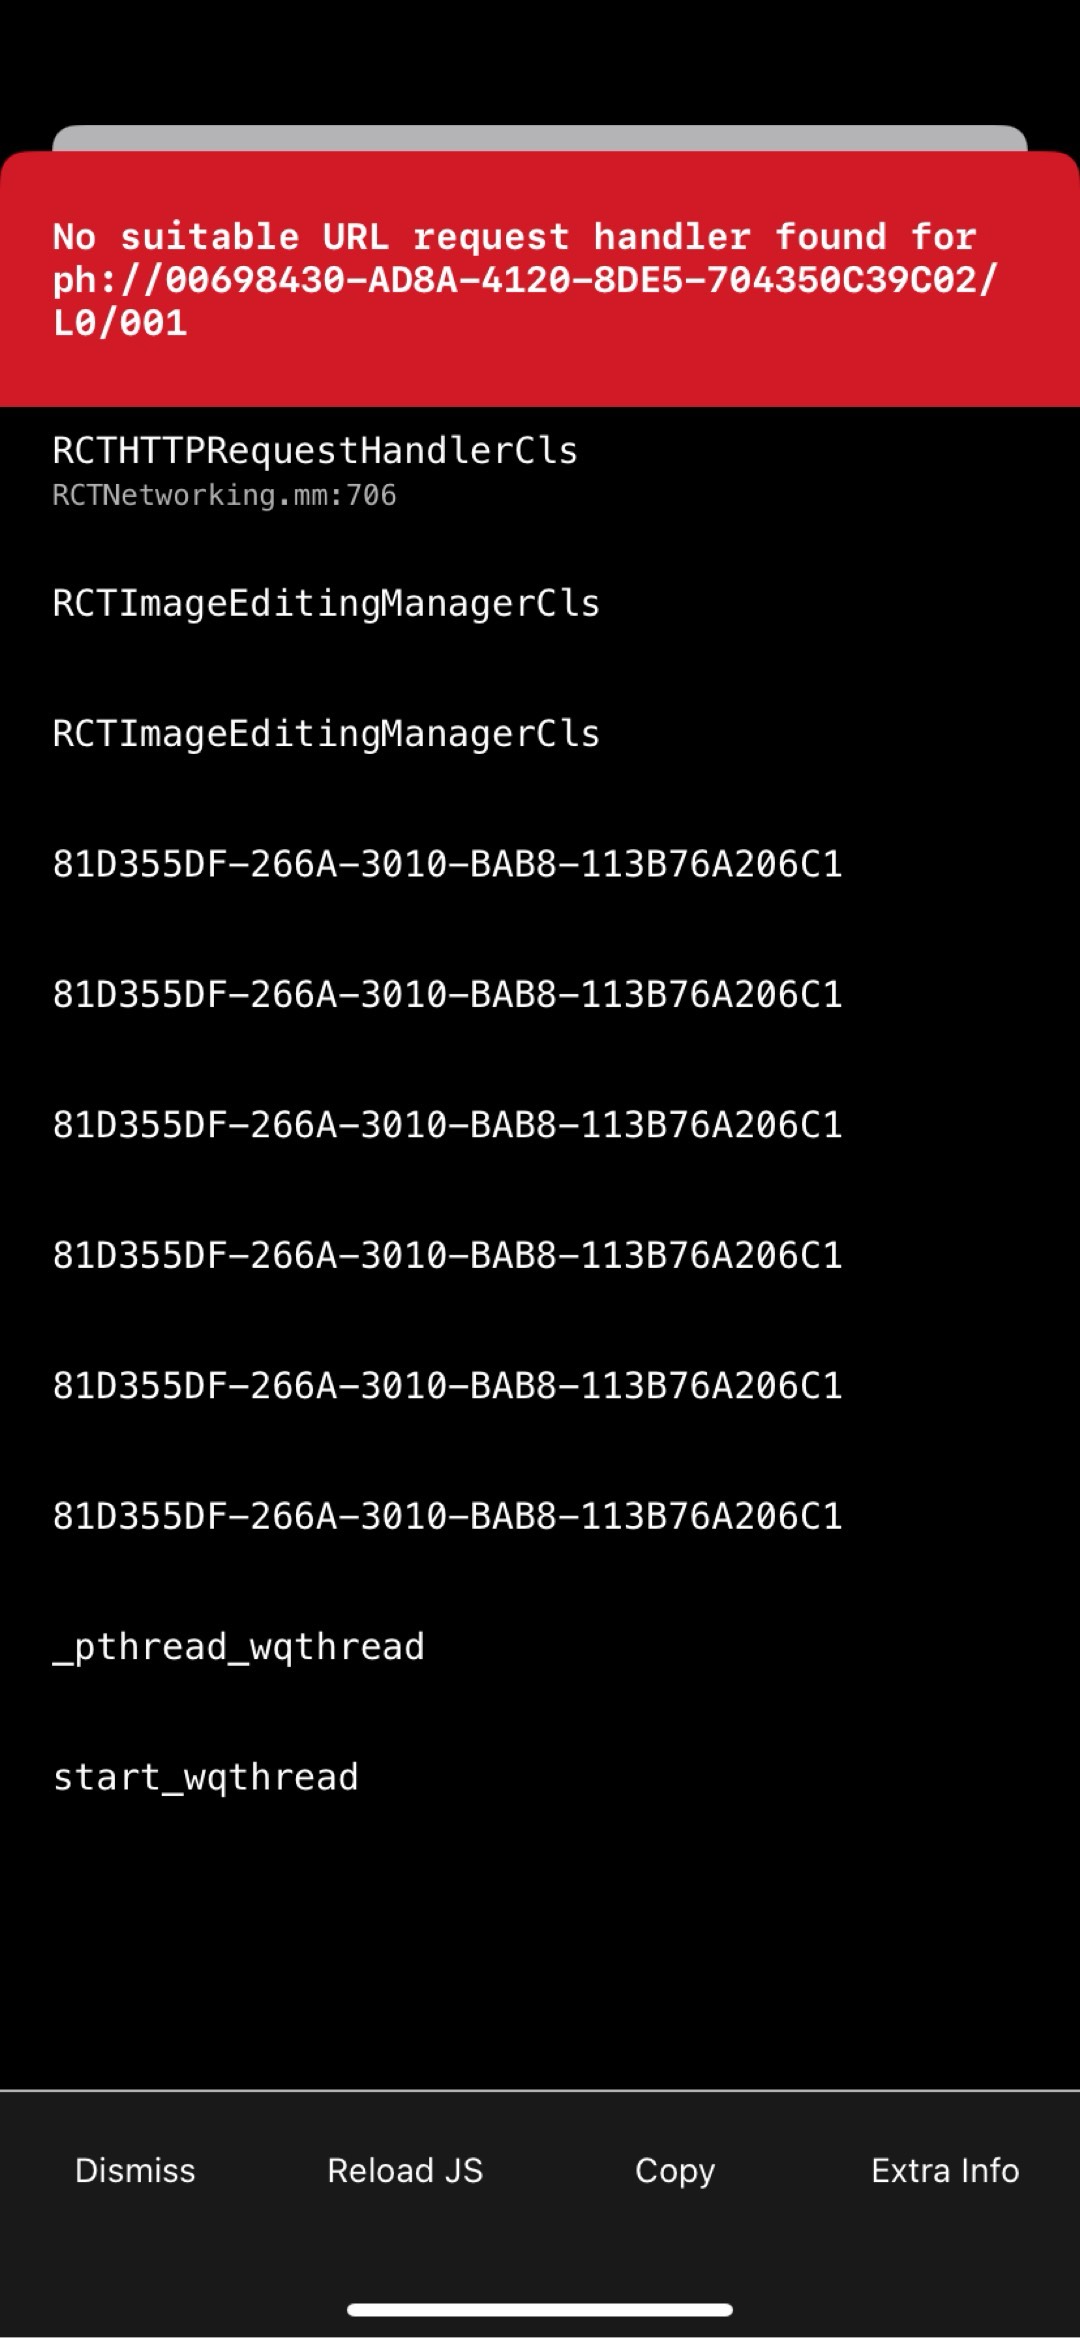 No suitable URL request handler found for
ph://00698430-AD8A-4120-8DE5-704350C39C02/
L0/001
RCTHTTPRequestHandlerCls
RCTNetworking.mm:706
RCTImageEditingManagerCls
RCTImageEditingManagerCls
81D355DF-266A-3010-BAB8-113B76A206C1
81D355DF-266A-3010-BAB8-113B76A206C1
81D355DF-266A-3010-BAB8-113B76A206C1
81D355DF-266A-3010-BAB8-113B76A206C1
81D355DF-266A-3010-BAB8-113B76A206C1
81D355DF-266A-3010-BAB8-113B76A206C1
_pthread_wqthread
start_wqthread
Dismiss
Reload JS
Copy
Extra Info